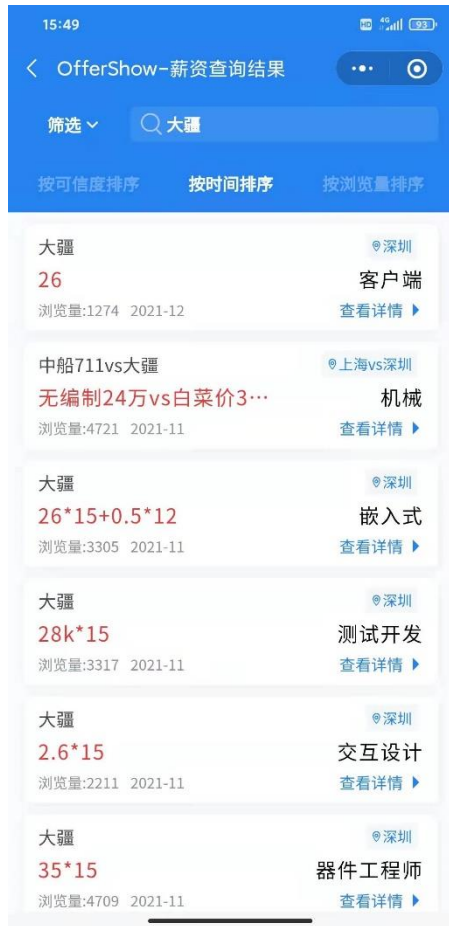 15:49
HD 4G 93
OfferShow-薪资查询结果
筛选 大疆
按可信度排序 按时间排序 按浏览量排序
大疆 深圳
26 客户端
浏览量:1274 2021-12 查看详情
中船711vs大疆 上海vs深圳
无编制24万vs白菜价3… 机械
浏览量:4721 2021-11 查看详情
大疆 深圳
26*15+0.5*12 嵌入式
浏览量:3305 2021-11 查看详情
大疆 深圳
28k*15 测试开发
浏览量:3317 2021-11 查看详情
大疆 深圳
2.6*15 交互设计
浏览量:2211 2021-11 查看详情
大疆 深圳
35*15 器件工程师
浏览量:4709 2021-11 查看详情